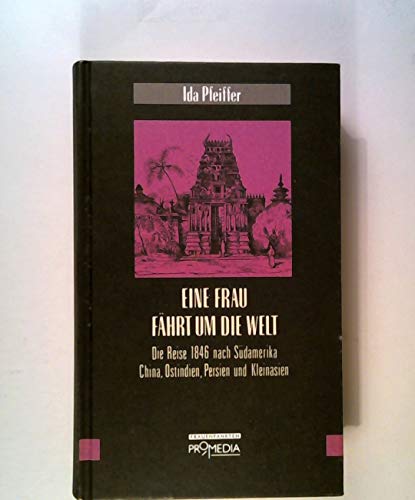 Ida Pfeiffer
EINE FRAU
FÄHRT UM DIE WELT
Die Reise 1846 nach Südamerika
China, Ostindien, Persien und Kleinasien
FRAUENFAHRTEN
PROMEDIA